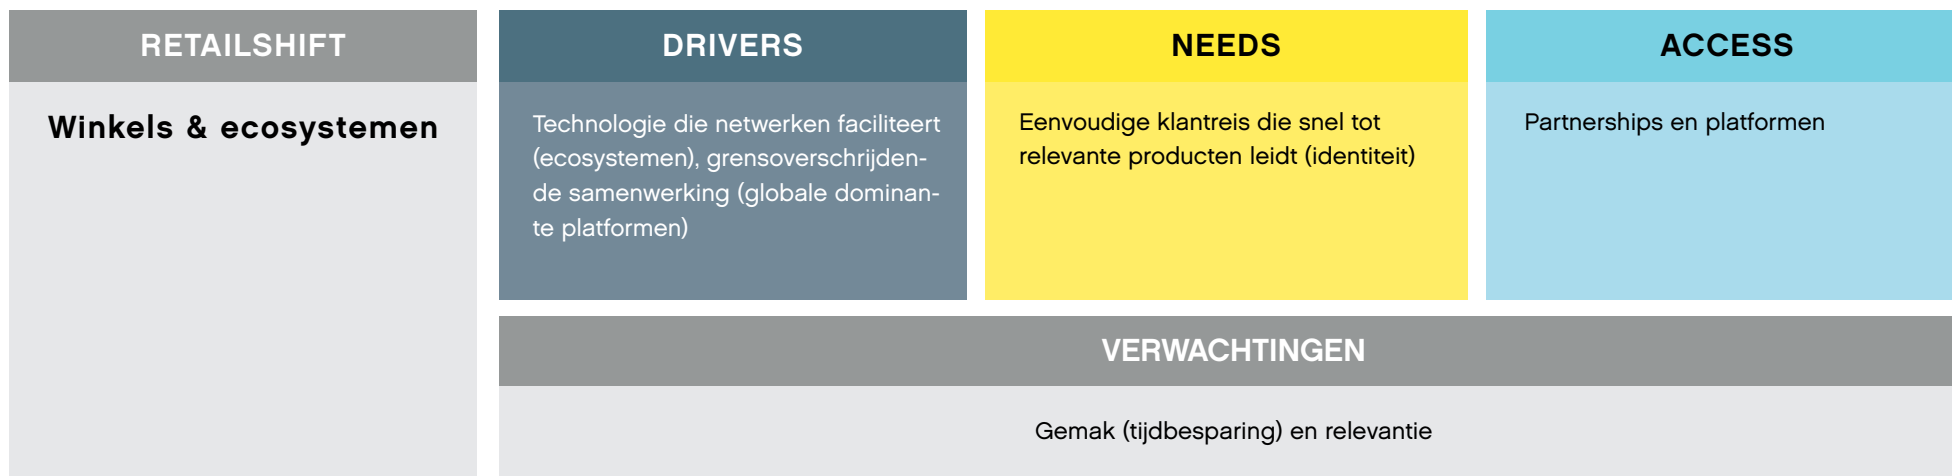 RETAILSHIFT
Winkels & ecosystemen
DRIVERS
Technologie die netwerken faciliteert
(ecosystemen), grensoverschrijden-
de samenwerking (globale dominan-
te platformen)
NEEDS
Eenvoudige klantreis die snel tot
relevante producten leidt (identiteit)
ACCESS
Partnerships en platformen
VERWACHTINGEN
Gemak (tijdbesparing) en relevantie